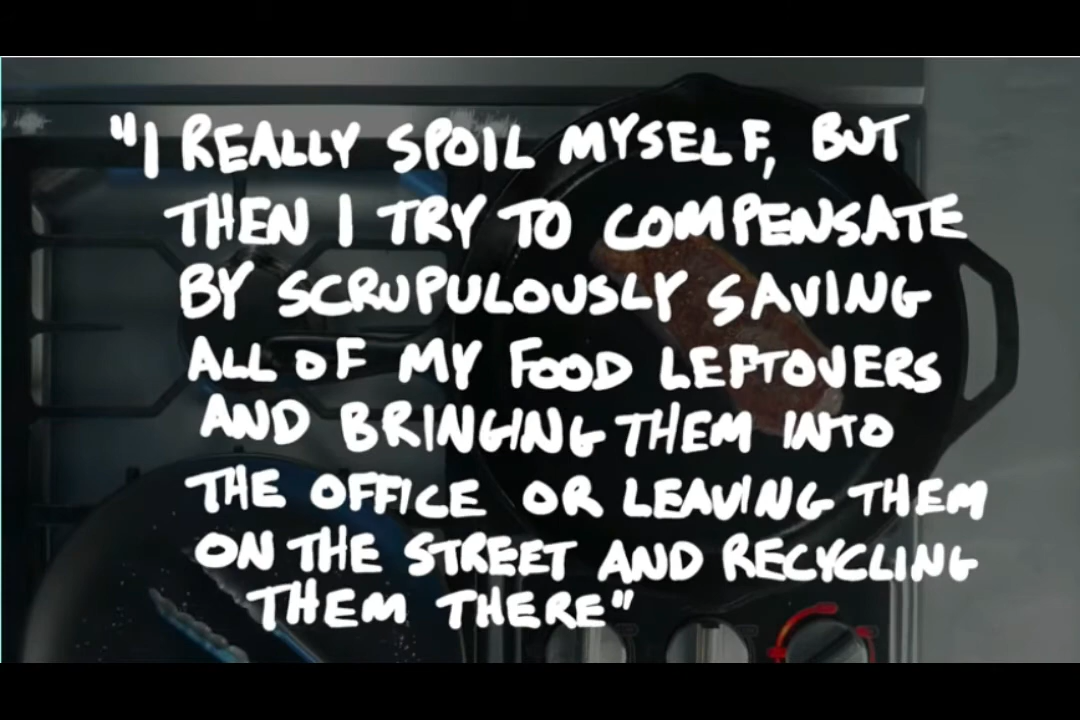 "I REALLY SPOIL MYSELF, BUT
THEN I TRY TO COMPENSATE
BY SCRUPULOUSLY SAVING
ALL OF MY FOOD LEFTOVERS
AND BRINGING THEM INTO
THE OFFICE OR LEAVING THEM
ON THE STREET AND RECYCLING
THEM THERE"